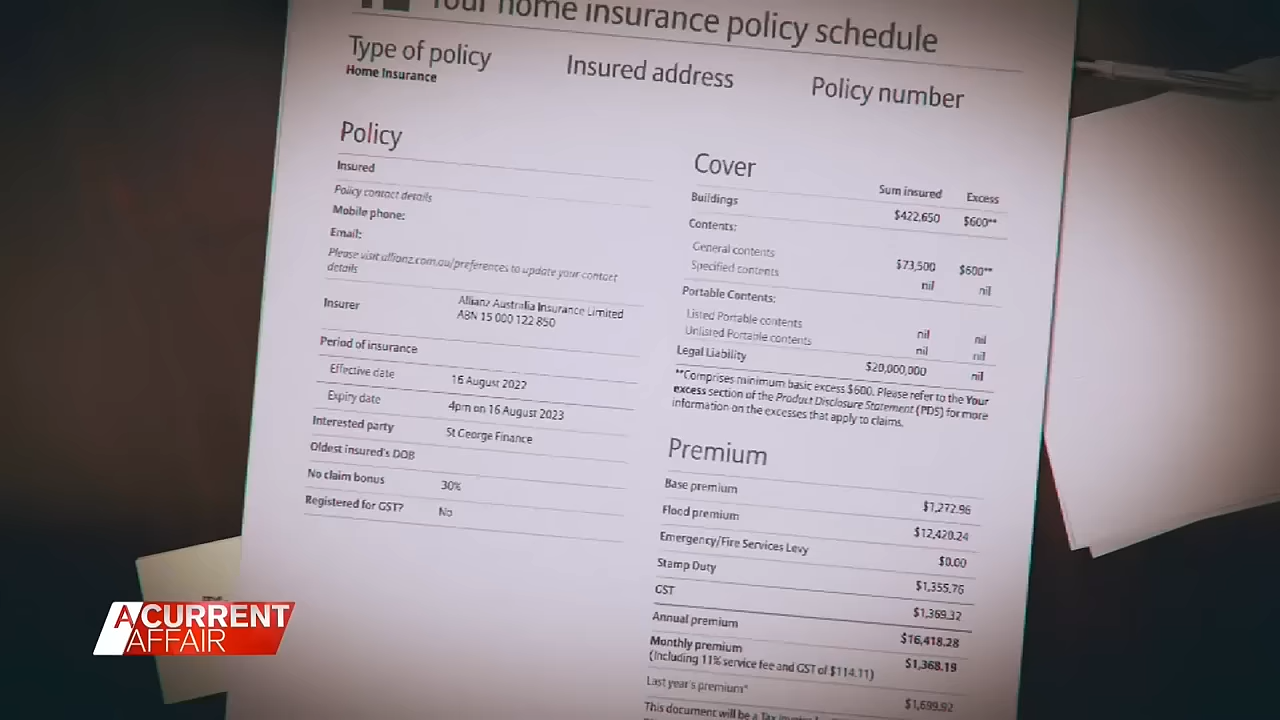 Your home insurance policy schedule
Type of policy
Home Insurance
Insured address
Policy number
Policy
Insured
Policy contact details
Mobile phone:
Email:
Please visit allianz.com.au/preferences to update your contact
details
Insurer Allianz Australia Insurance Limited
ABN 15 000 122 850
Period of insurance
Effective date 16 August 2022
Expiry date 4pm on 16 August 2023
Interested party St George Finance
Oldest insured's DOB
No claim bonus 30%
Registered for GST? No
Cover
Sum insured Excess
Buildings $422,650 $600**
Contents:
General contents $73,500 $600**
Specified contents nil nil
Portable Contents:
Listed Portable contents nil nil
Unlisted Portable contents nil nil
Legal Liability $20,000,000 nil
**Comprises minimum basic excess $600. Please refer to the Your
excess section of the Product Disclosure Statement (PDS) for more
information on the excesses that apply to claims.
Premium
Base premium $1,272.96
Flood premium $12,420.24
Emergency/Fire Services Levy $0.00
Stamp Duty $1,355.76
GST $1,369.32
Annual premium $16,418.28
Monthly premium
(Including 11% service fee and GST of $114.11) $1,368.19
Last year's premium* $1,699.92
This document will be a Tax
A CURRENT
AFFAIR